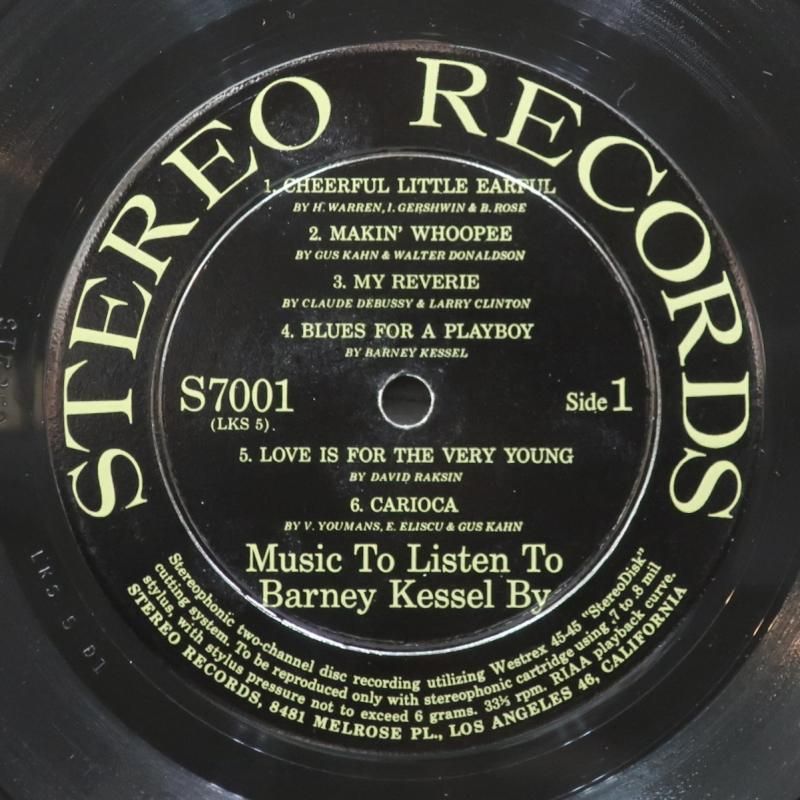 STEREO RECORDS
1. CHEERFUL LITTLE EARFUL
BY H. WARREN, I. GERSHWIN & B. ROSE
2. MAKIN' WHOOPEE
BY GUS KAHN & WALTER DONALDSON
3. MY REVERIE
BY CLAUDE DEBUSSY & LARRY CLINTON
4. BLUES FOR A PLAYBOY
BY BARNEY KESSEL
S7001
(LKS 5).
Side 1
5. LOVE IS FOR THE VERY YOUNG
BY DAVID RAKSIN
6. CARIOCA
BY V. YOUMANS, E. ELISCU & GUS KAHN
Music To Listen To
Barney Kessel By
Stereophonic two-channel disc recording utilizing Westrex 45-45 "StereoDisk"
cutting system. To be reproduced only with stereophonic cartridge using .7 to .8 mil
stylus, with stylus pressure not to exceed 6 grams. 33⅓ rpm. RIAA playback curve.
STEREO RECORDS, 8481 MELROSE PL., LOS ANGELES 46, CALIFORNIA
LKS 5 D1